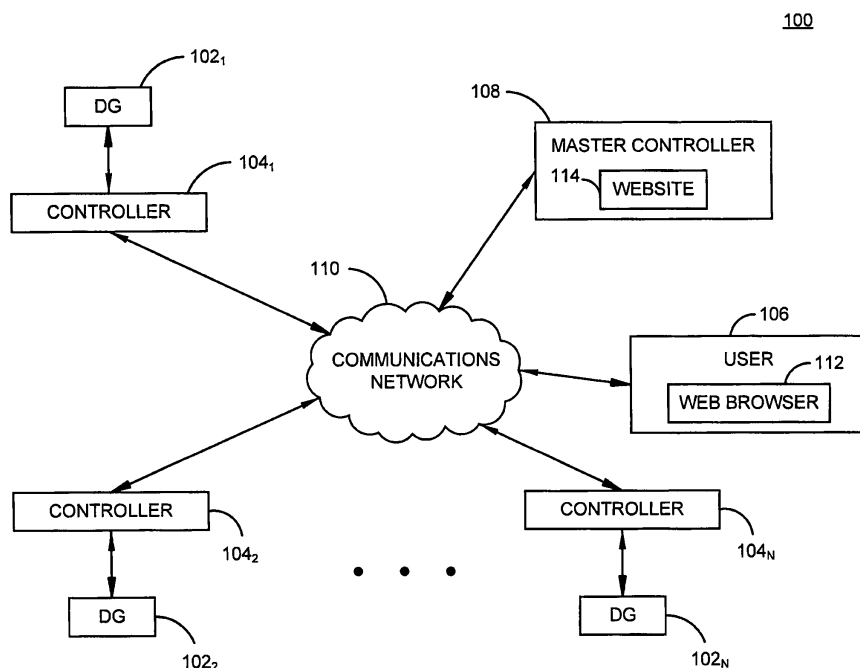 100
102₁
DG
108
104₁
MASTER CONTROLLER
114
WEBSITE
CONTROLLER
110
106
COMMUNICATIONS
NETWORK
USER
112
WEB BROWSER
CONTROLLER
CONTROLLER
104₂
104N
• • •
DG
DG
102₂
102N